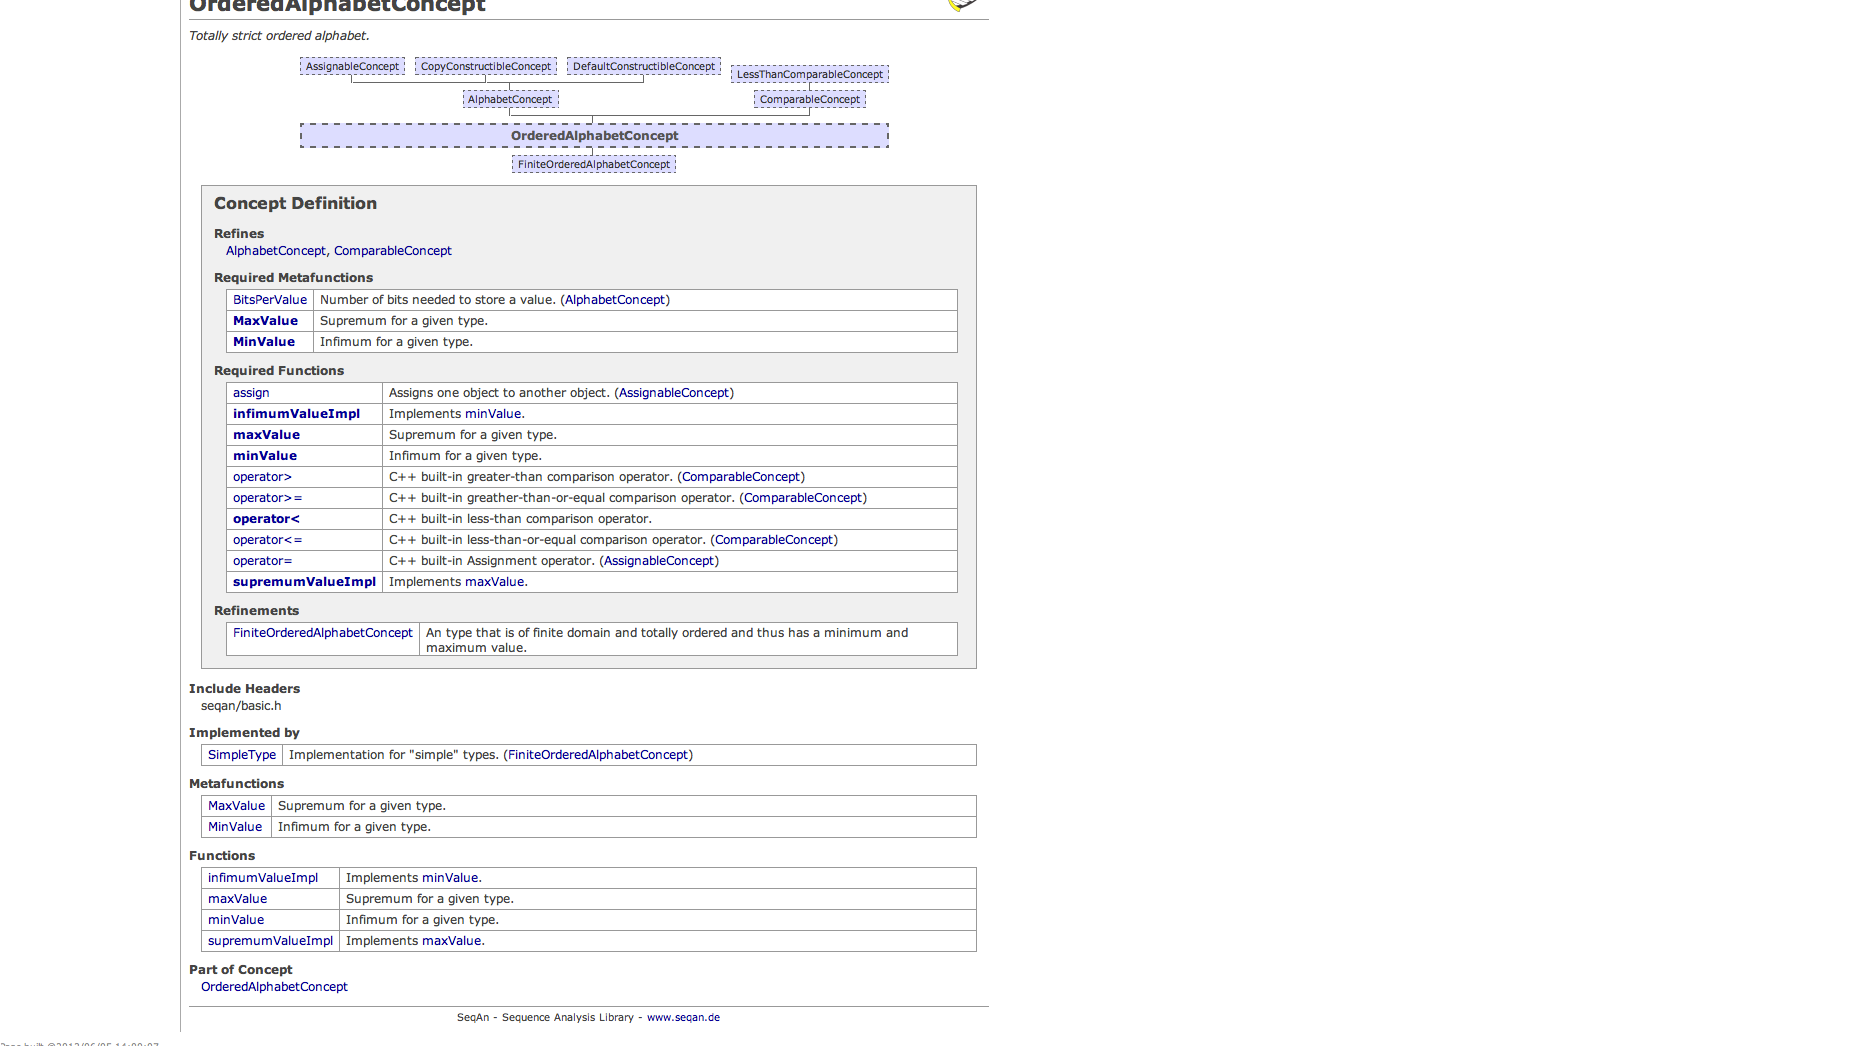 OrderedAlphabetConcept
Totally strict ordered alphabet.
AssignableConcept CopyConstructibleConcept DefaultConstructibleConcept LessThanComparableConcept
AlphabetConcept ComparableConcept
OrderedAlphabetConcept
FiniteOrderedAlphabetConcept
Concept Definition
Refines
AlphabetConcept, ComparableConcept
Required Metafunctions
BitsPerValue Number of bits needed to store a value. (AlphabetConcept)
MaxValue Supremum for a given type.
MinValue Infimum for a given type.
Required Functions
assign Assigns one object to another object. (AssignableConcept)
infimumValueImpl Implements minValue.
maxValue Supremum for a given type.
minValue Infimum for a given type.
operator> C++ built-in greater-than comparison operator. (ComparableConcept)
operator>= C++ built-in greather-than-or-equal comparison operator. (ComparableConcept)
operator< C++ built-in less-than comparison operator.
operator<= C++ built-in less-than-or-equal comparison operator. (ComparableConcept)
operator= C++ built-in Assignment operator. (AssignableConcept)
supremumValueImpl Implements maxValue.
Refinements
FiniteOrderedAlphabetConcept An type that is of finite domain and totally ordered and thus has a minimum and
maximum value.
Include Headers
seqan/basic.h
Implemented by
SimpleType Implementation for "simple" types. (FiniteOrderedAlphabetConcept)
Metafunctions
MaxValue Supremum for a given type.
MinValue Infimum for a given type.
Functions
infimumValueImpl Implements minValue.
maxValue Supremum for a given type.
minValue Infimum for a given type.
supremumValueImpl Implements maxValue.
Part of Concept
OrderedAlphabetConcept
SeqAn - Sequence Analysis Library - www.seqan.de